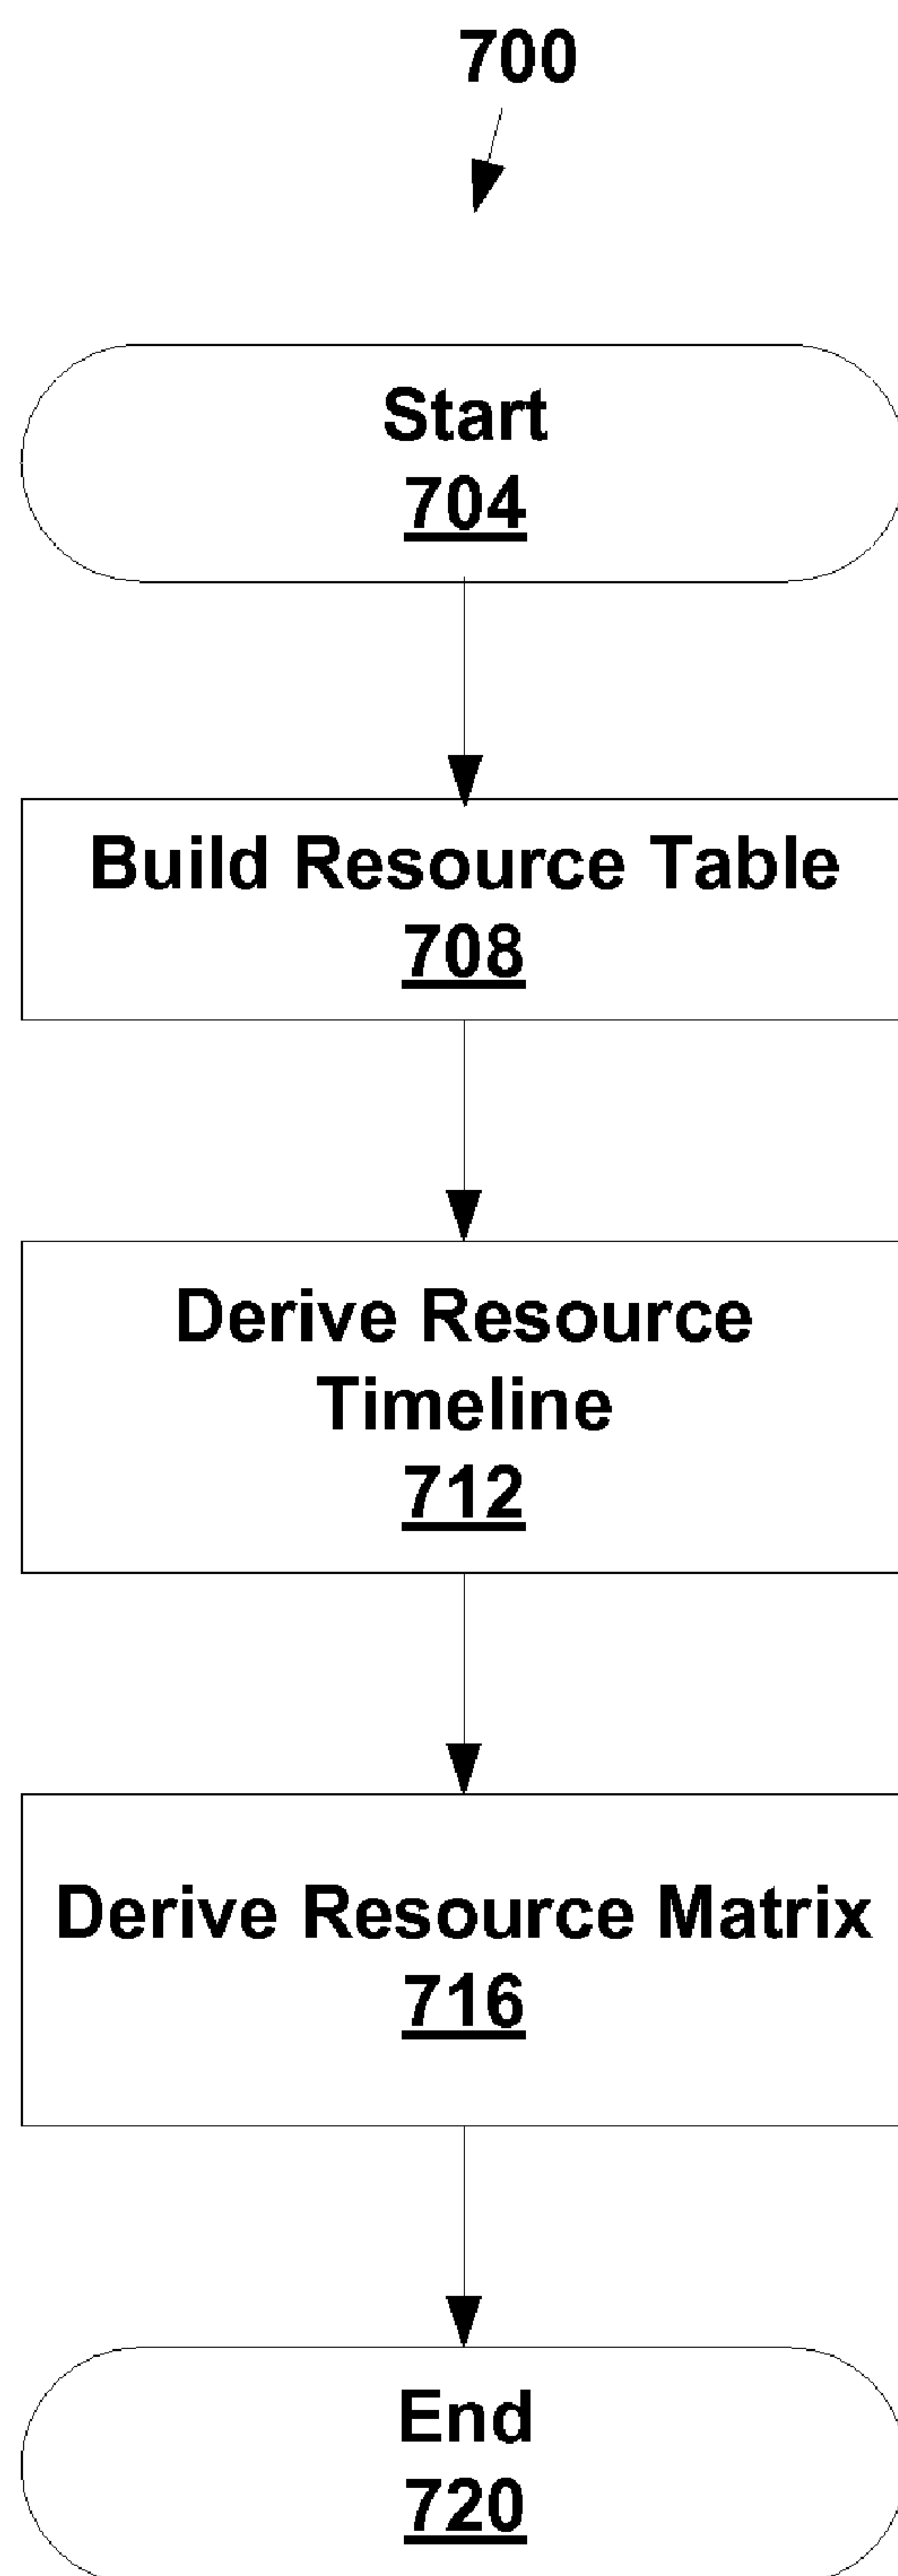 700
Start
704
Build Resource Table
708
Derive Resource
Timeline
712
Derive Resource Matrix
716
End
720